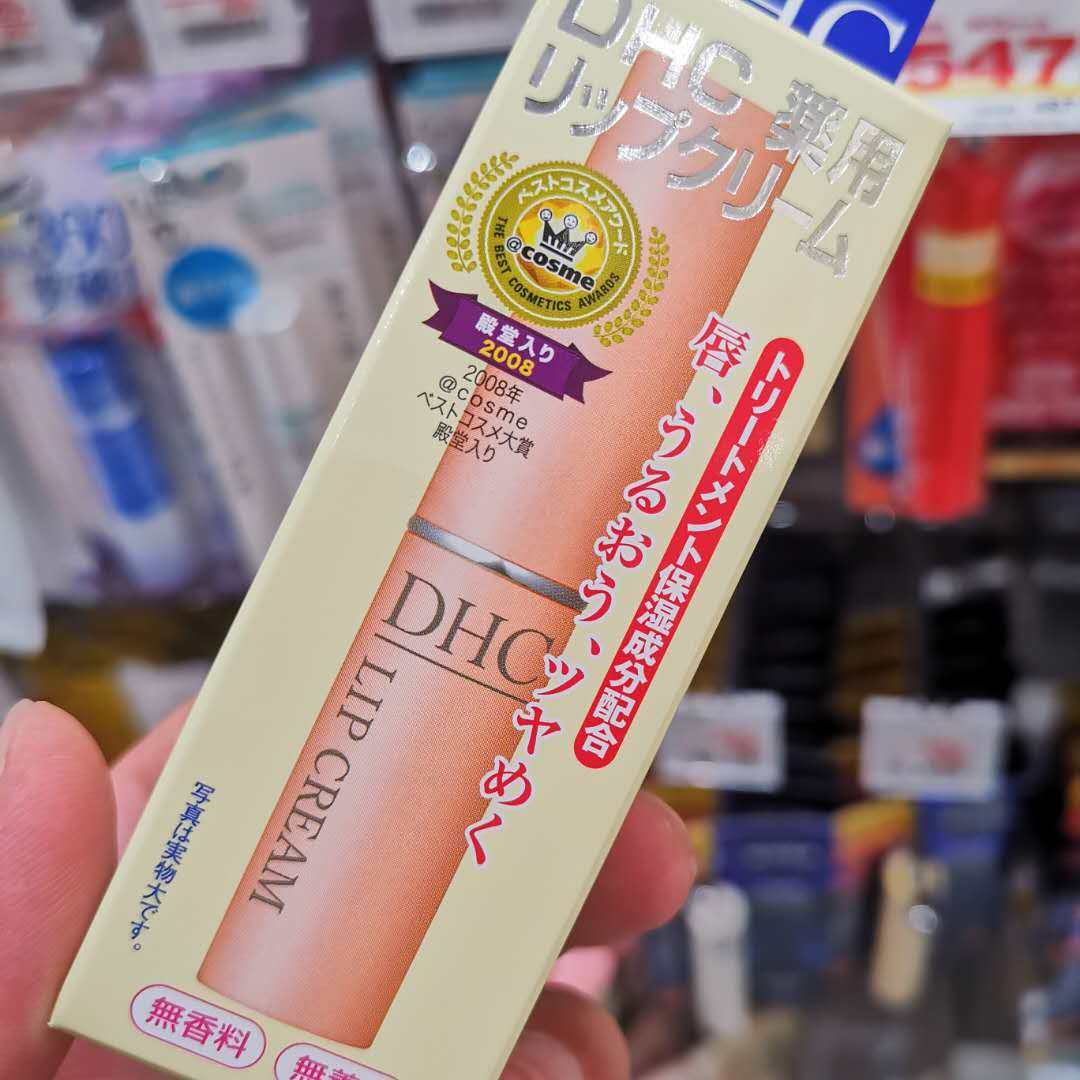 DHC 薬用
リップクリーム
ベストコスメアワード
@cosme
THE BEST COSMETICS AWARDS
殿堂入り
2008
2008年
@cosme
ベストコスメ大賞
殿堂入り
トリートメント保湿成分配合
唇、うるおう、ツヤめく
DHC
LIP CREAM
写真は実物大です。
無香料
547